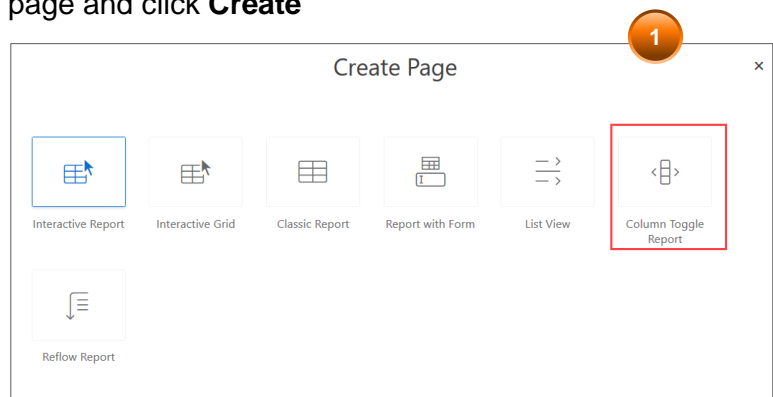 page and click Create
1
Create Page
×
Interactive Report
Interactive Grid
Classic Report
Report with Form
List View
Column Toggle
Report
Reflow Report